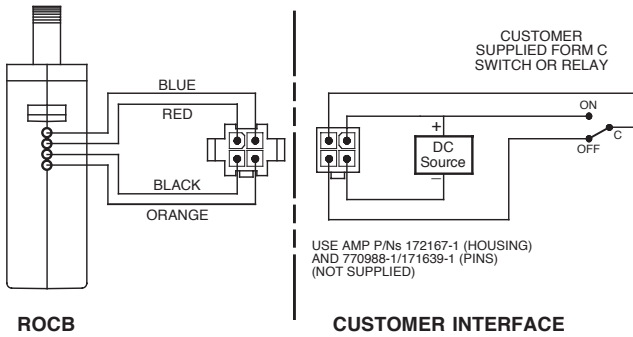 BLUE
RED
BLACK
ORANGE
ROCB
CUSTOMER
SUPPLIED FORM C
SWITCH OR RELAY
ON
C
OFF
+
DC
Source
–
USE AMP P/Ns 172167-1 (HOUSING)
AND 770988-1/171639-1 (PINS)
(NOT SUPPLIED)
CUSTOMER INTERFACE